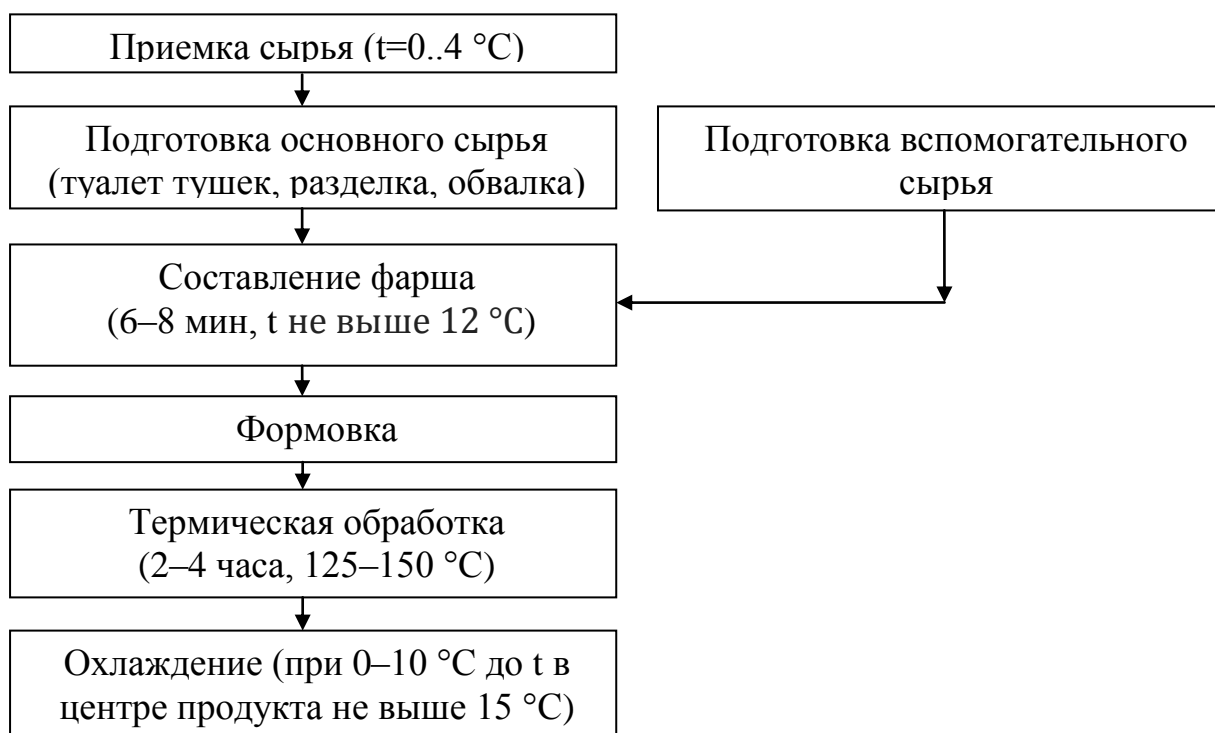 Приемка сырья (t=0..4 °С)
Подготовка основного сырья
(туалет тушек, разделка, обвалка)
Подготовка вспомогательного
сырья
Составление фарша
(6–8 мин, t не выше 12 °С)
Формовка
Термическая обработка
(2–4 часа, 125–150 °С)
Охлаждение (при 0–10 °С до t в
центре продукта не выше 15 °С)